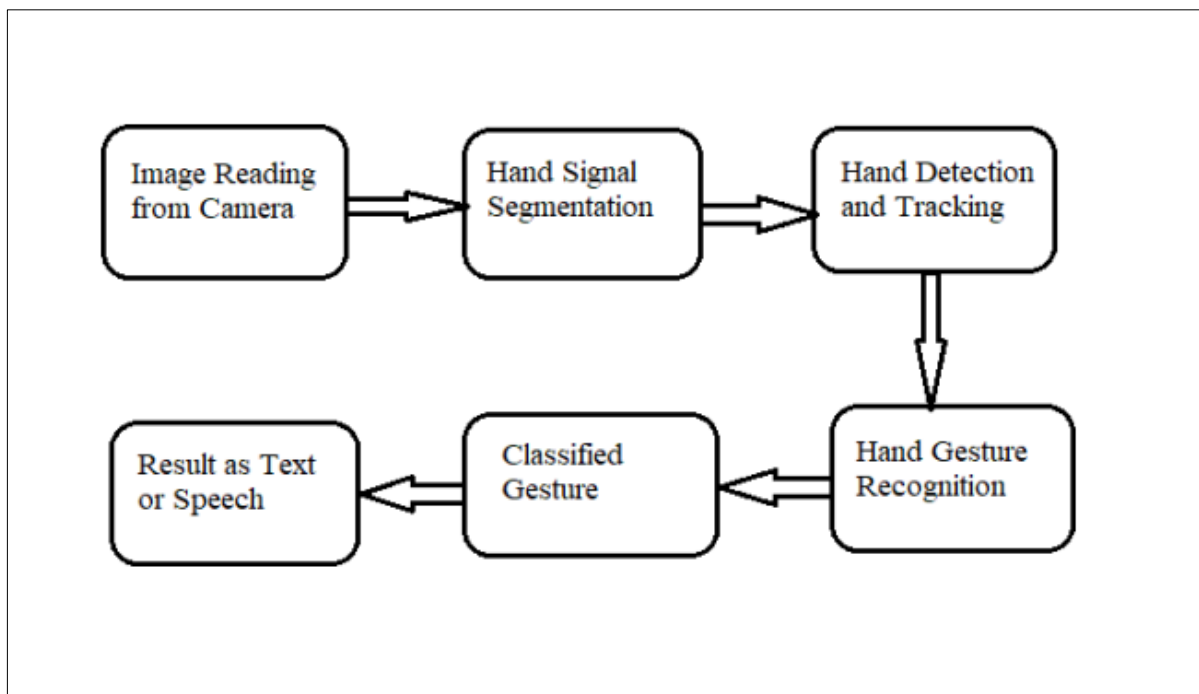 Image Reading
from Camera
Hand Signal
Segmentation
Hand Detection
and Tracking
Hand Gesture
Recognition
Classified
Gesture
Result as Text
or Speech